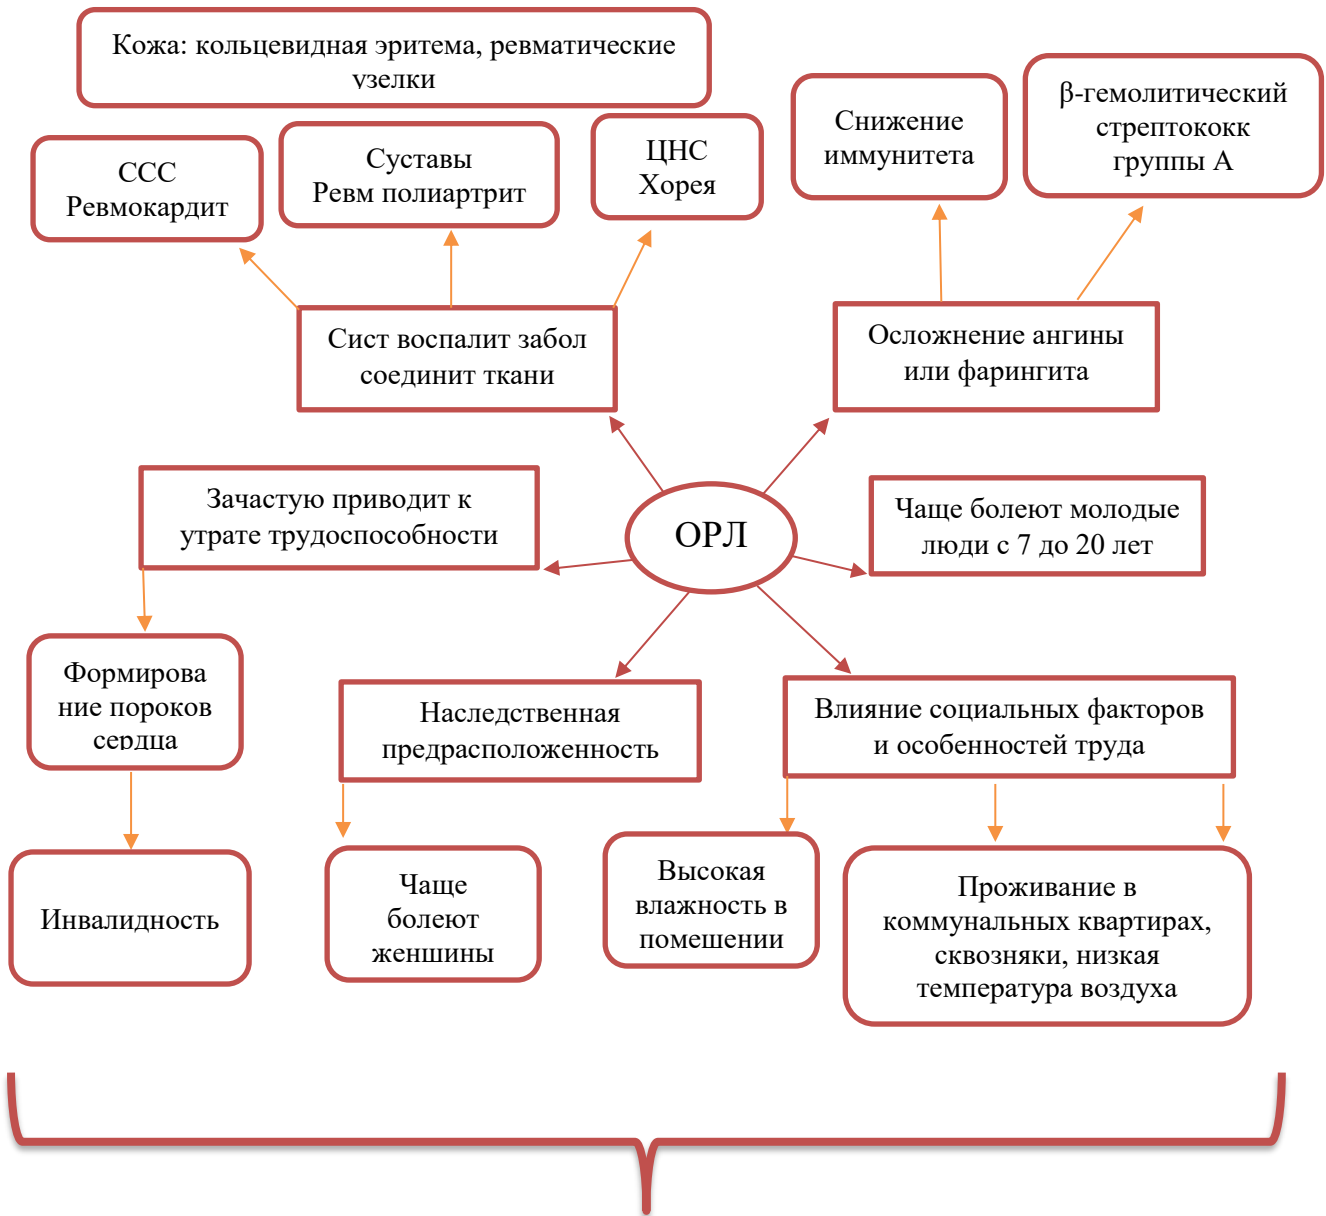 Кожа: кольцевидная эритема, ревматические
узелки
ССС
Ревмокардит
Суставы
Ревм полиартрит
ЦНС
Хорея
Снижение
иммунитета
β-гемолитический
стрептококк
группы А
Сист воспалит забол
соединит ткани
Осложнение ангины
или фарингита
Зачастую приводит к
утрате трудоспособности
ОРЛ
Чаще болеют молодые
люди с 7 до 20 лет
Формирова
ние пороков
сердца
Наследственная
предрасположенность
Влияние социальных факторов
и особенностей труда
Инвалидность
Чаще
болеют
женшины
Высокая
влажность в
помешении
Проживание в
коммунальных квартирах,
сквозняки, низкая
температура воздуха